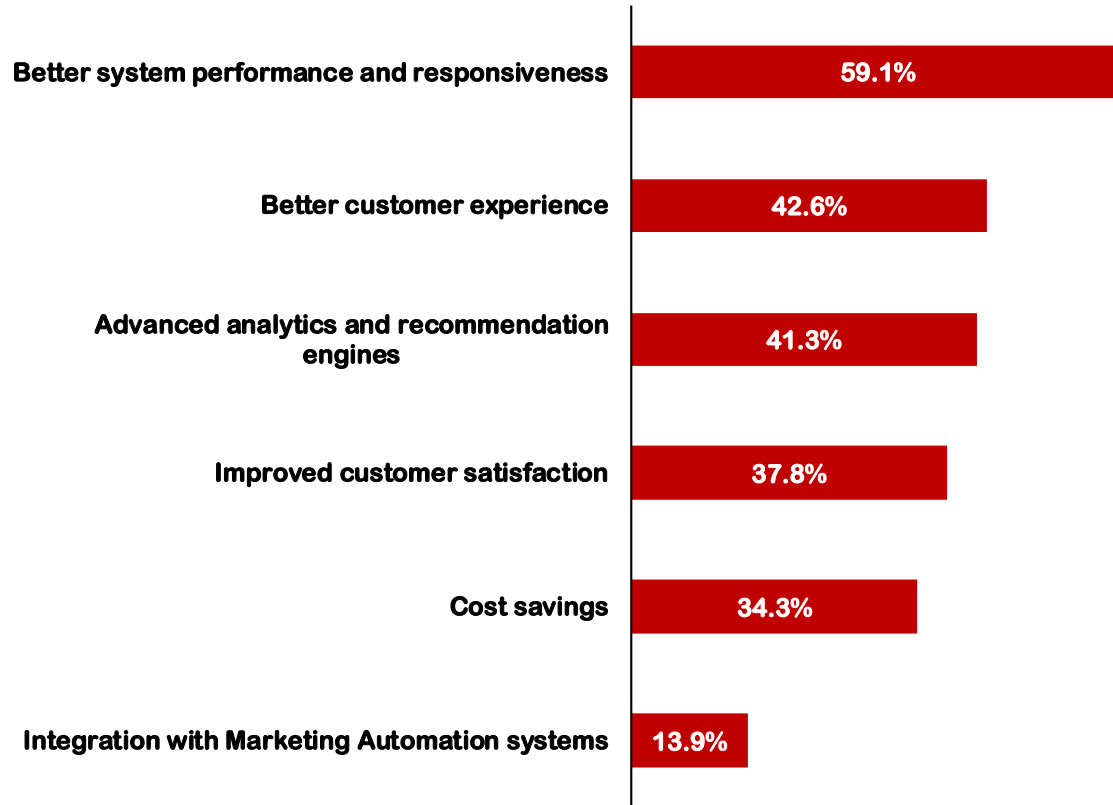 Better system performance and responsiveness 59.1%
Better customer experience 42.6%
Advanced analytics and recommendation
engines 41.3%
Improved customer satisfaction 37.8%
Cost savings 34.3%
Integration with Marketing Automation systems 13.9%